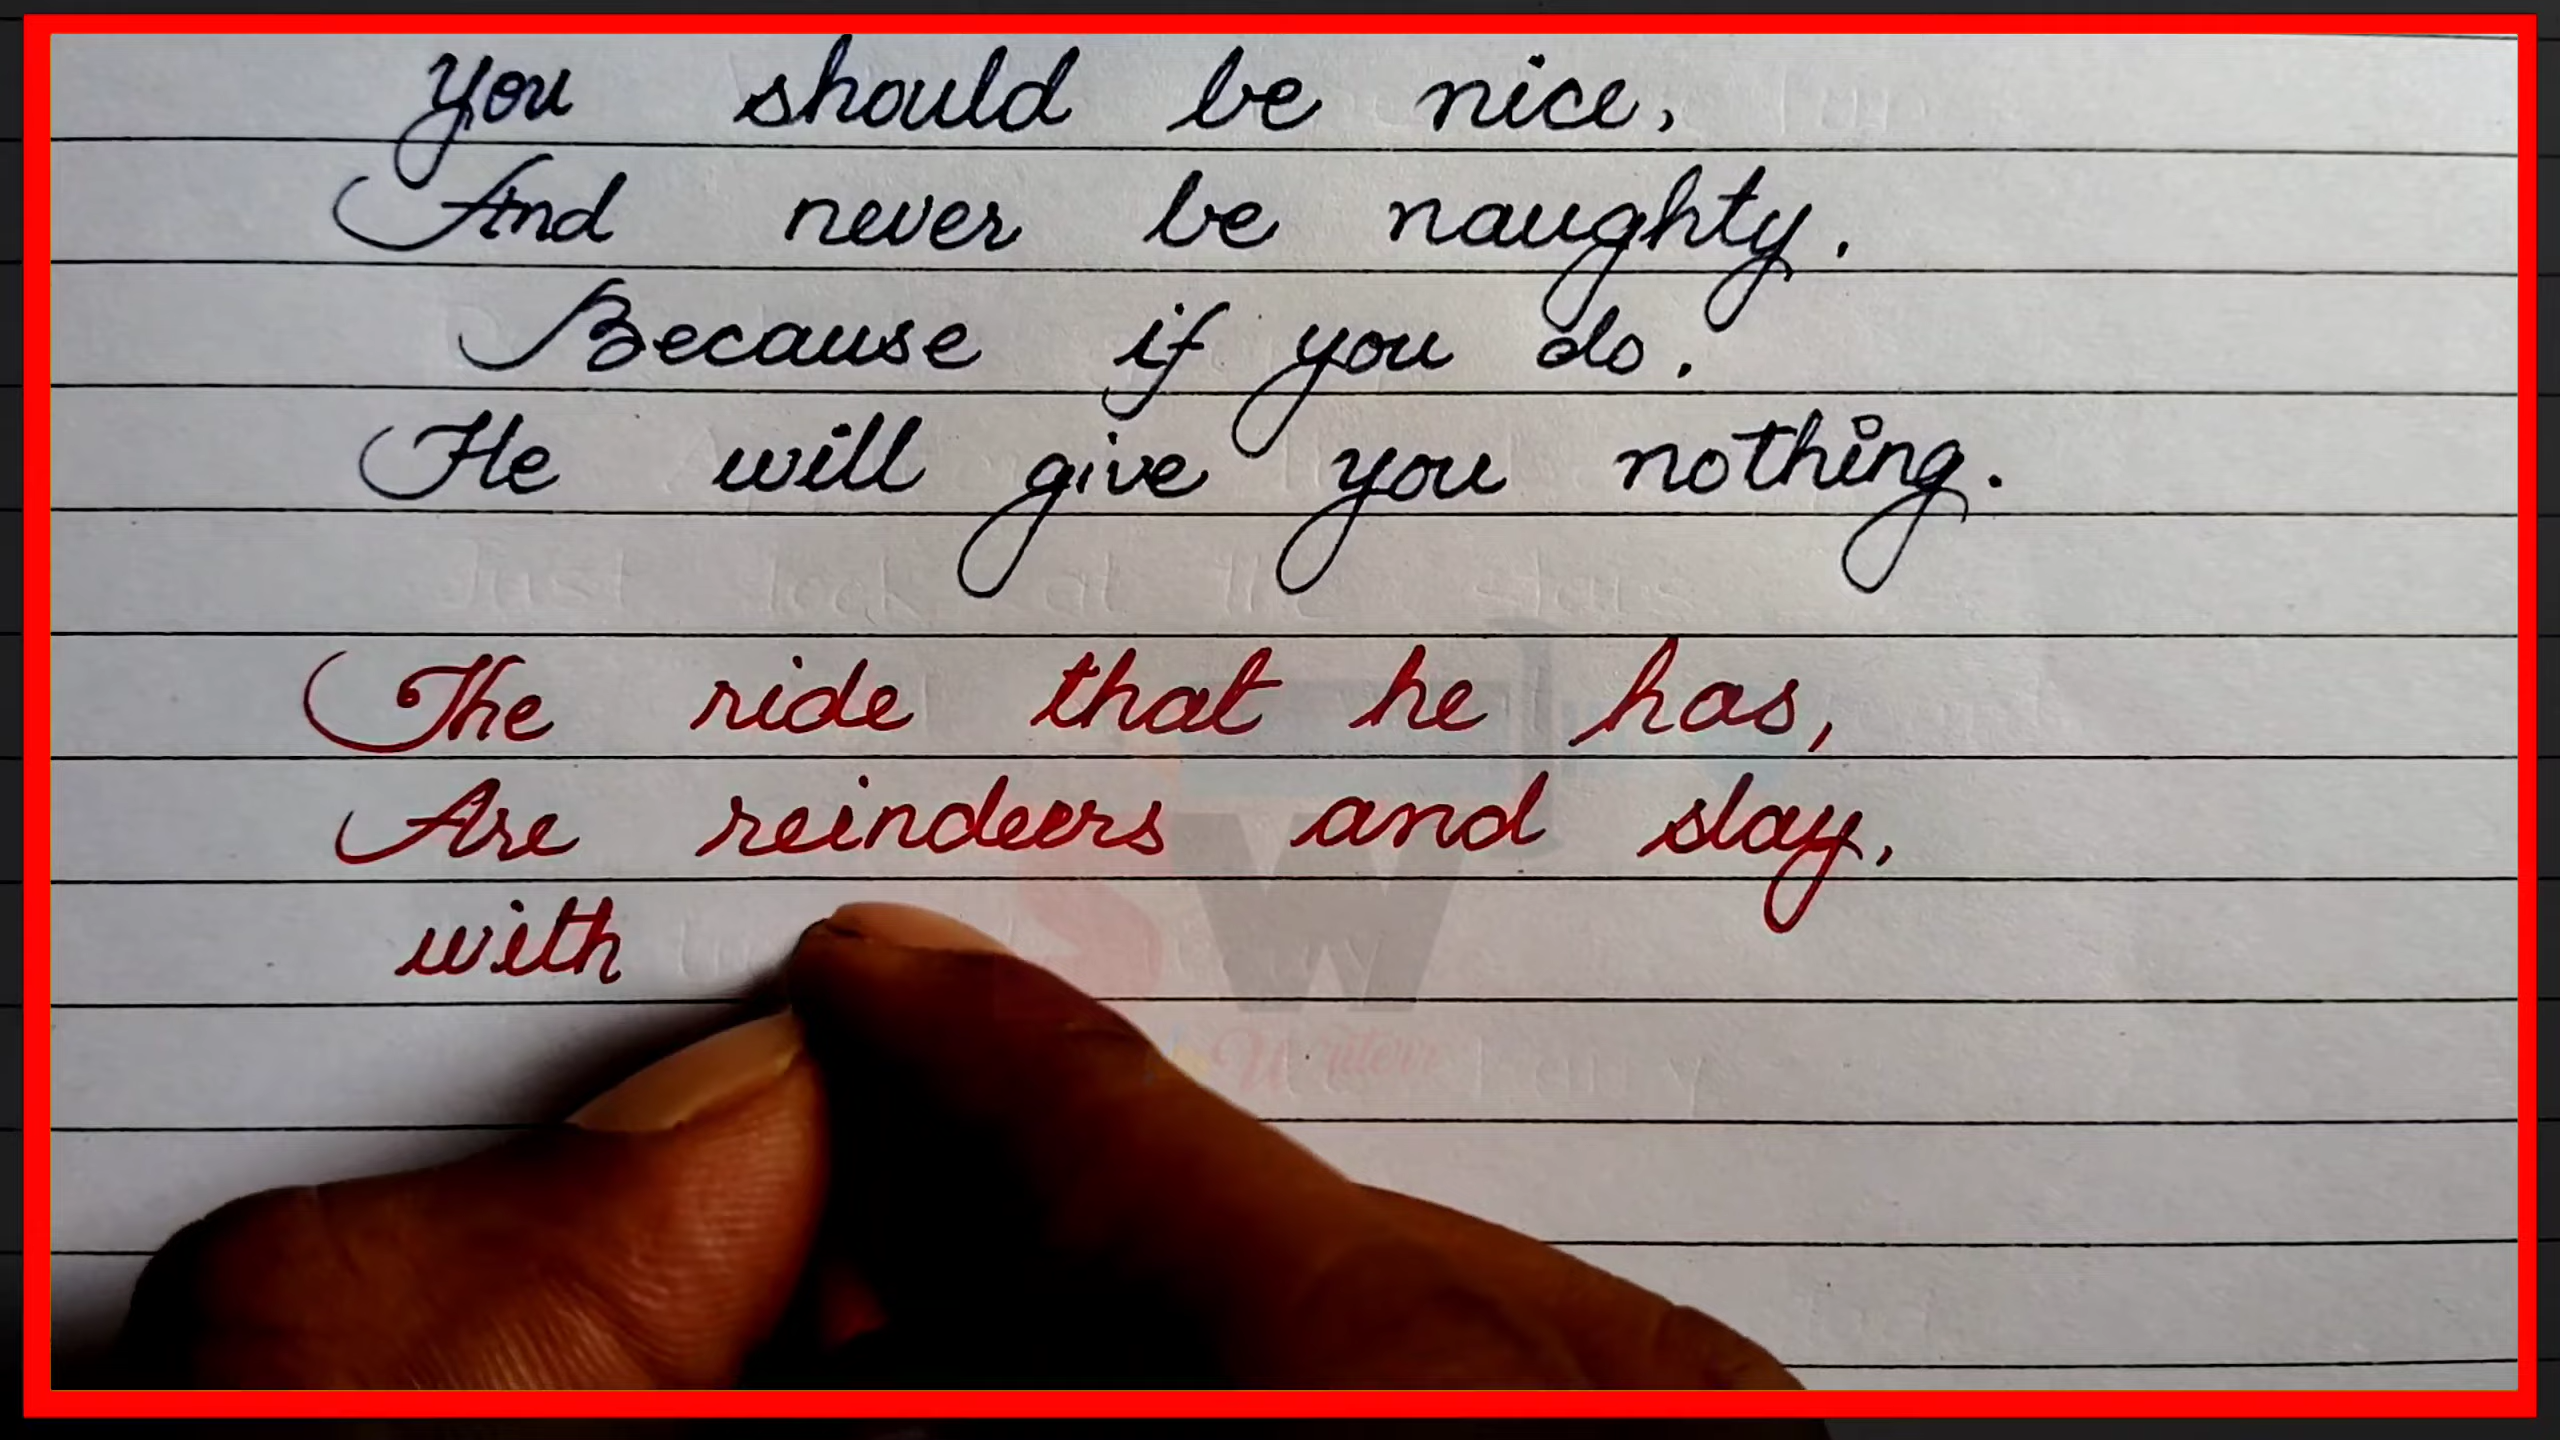 You should be nice,
And never be naughty.
Because if you do.
He will give you nothing.
The ride that he has,
Are reindeers and slay,
with